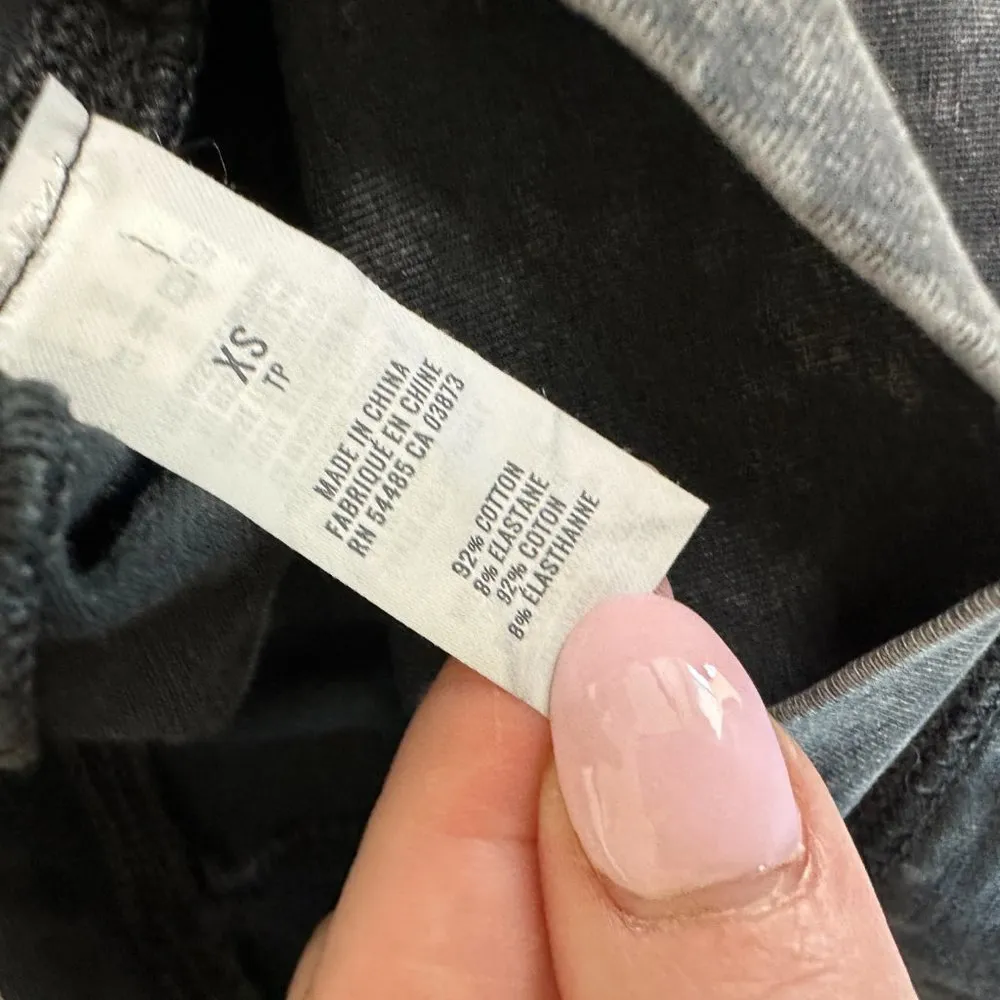 XS
TP
MADE IN CHINA
FABRIQUÉ EN CHINE
RN 54485 CA 03873
92% COTTON
8% ELASTANE
92% COTON
8% ÉLASTHANNE